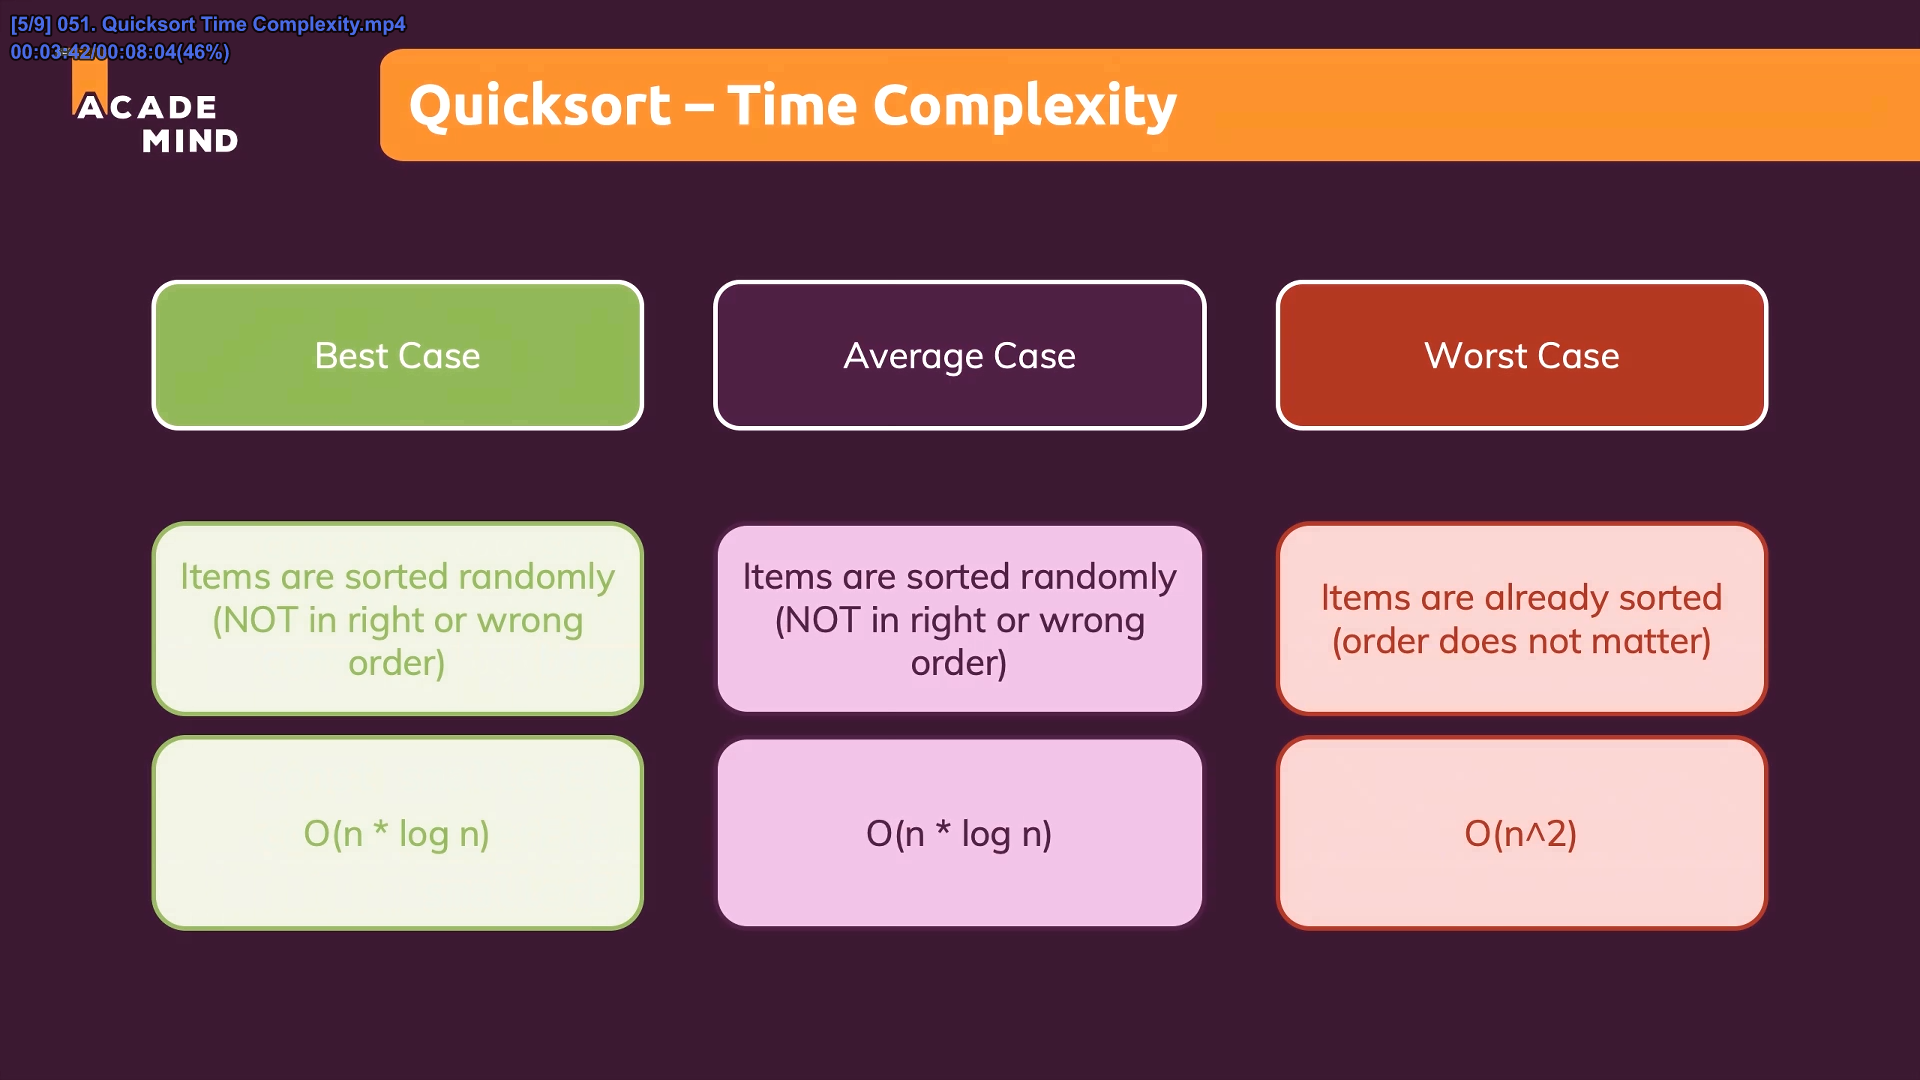 [5/9] 051. Quicksort Time Complexity.mp4
00:03:42/00:08:04(46%)
ACADE
MIND
Quicksort – Time Complexity
Best Case
Average Case
Worst Case
Items are sorted randomly
(NOT in right or wrong
order)
Items are sorted randomly
(NOT in right or wrong
order)
Items are already sorted
(order does not matter)
O(n * log n)
O(n * log n)
O(n^2)